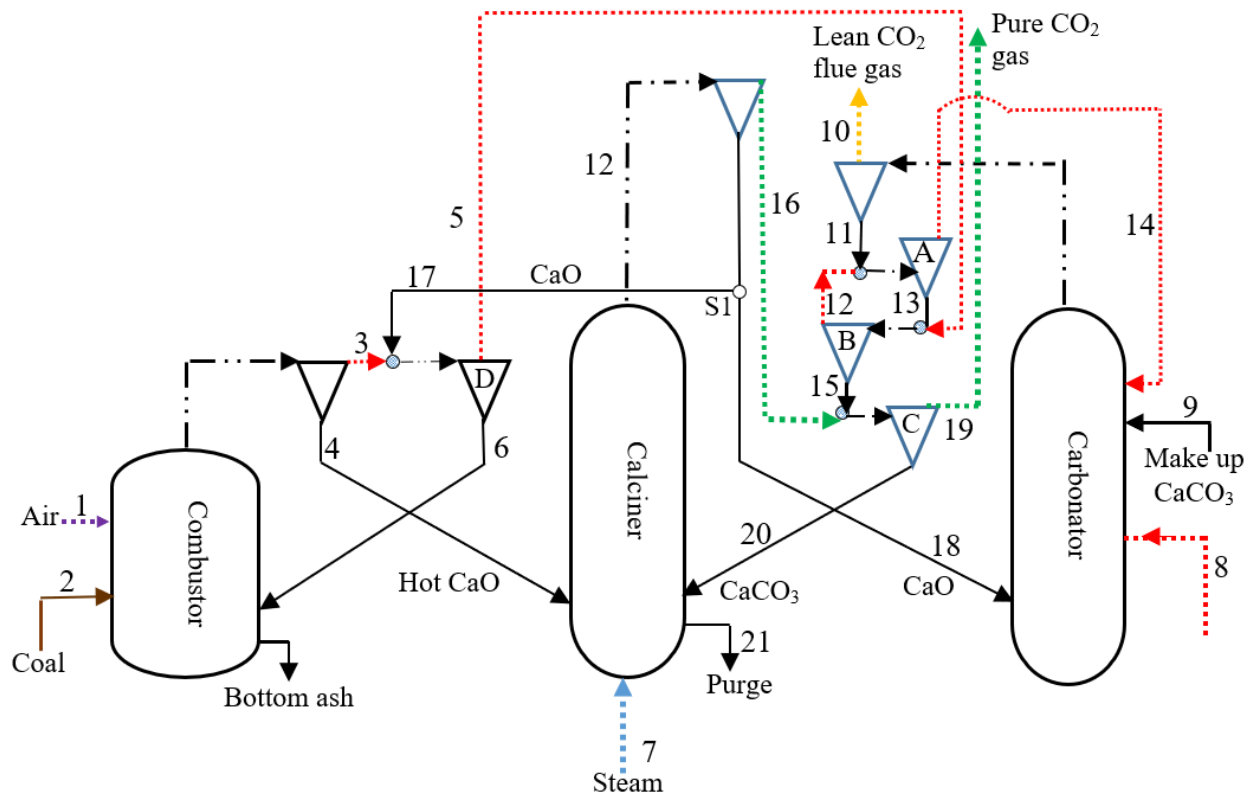 Lean CO₂
flue gas
Pure CO₂
gas
10
12
16
5
11
A
14
17
CaO
S1
12
13
3
B
D
15
9
C
19
4
6
Make up
CaCO₃
Air
1
Combustor
Calciner
Carbonator
20
18
8
2
Hot CaO
CaCO₃
CaO
21
Coal
Bottom ash
Purge
7
Steam